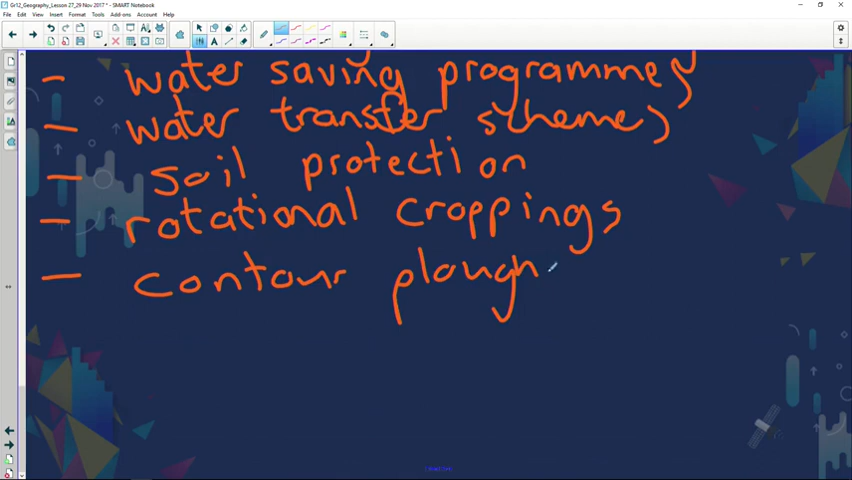 Gr12_Geography_Lesson 27_29 Nov 2017 * - SMART Notebook
File Edit View Insert Format Tools Add-ons Account Help
- water saving programmes
- water transfer schemes
- soil protection
- rotational croppings
- contour plough